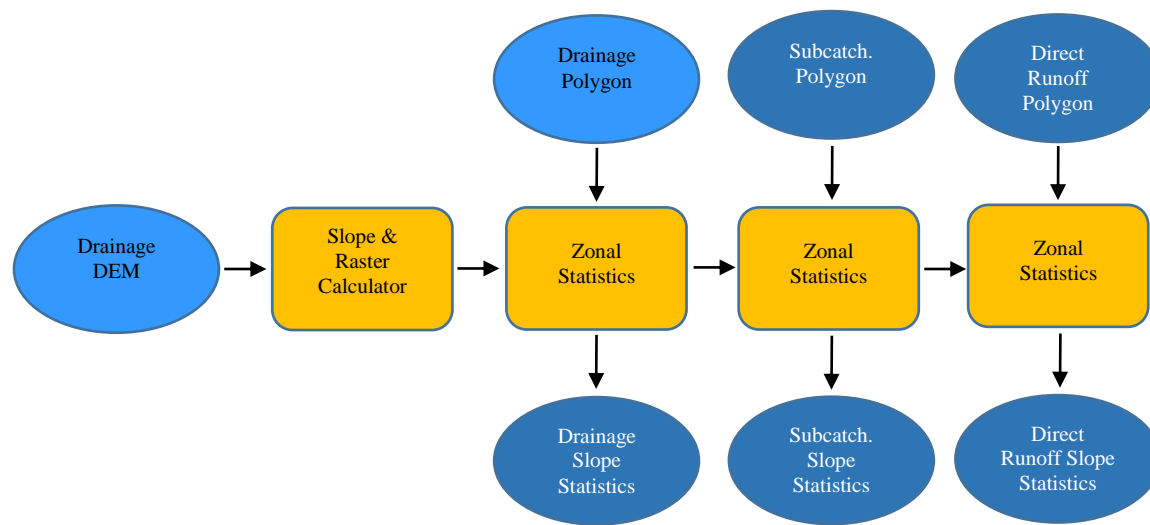 Drainage
Polygon
Subcatch.
Polygon
Direct
Runoff
Polygon
Drainage
DEM
Slope &
Raster
Calculator
Zonal
Statistics
Zonal
Statistics
Zonal
Statistics
Drainage
Slope
Statistics
Subcatch.
Slope
Statistics
Direct
Runoff Slope
Statistics